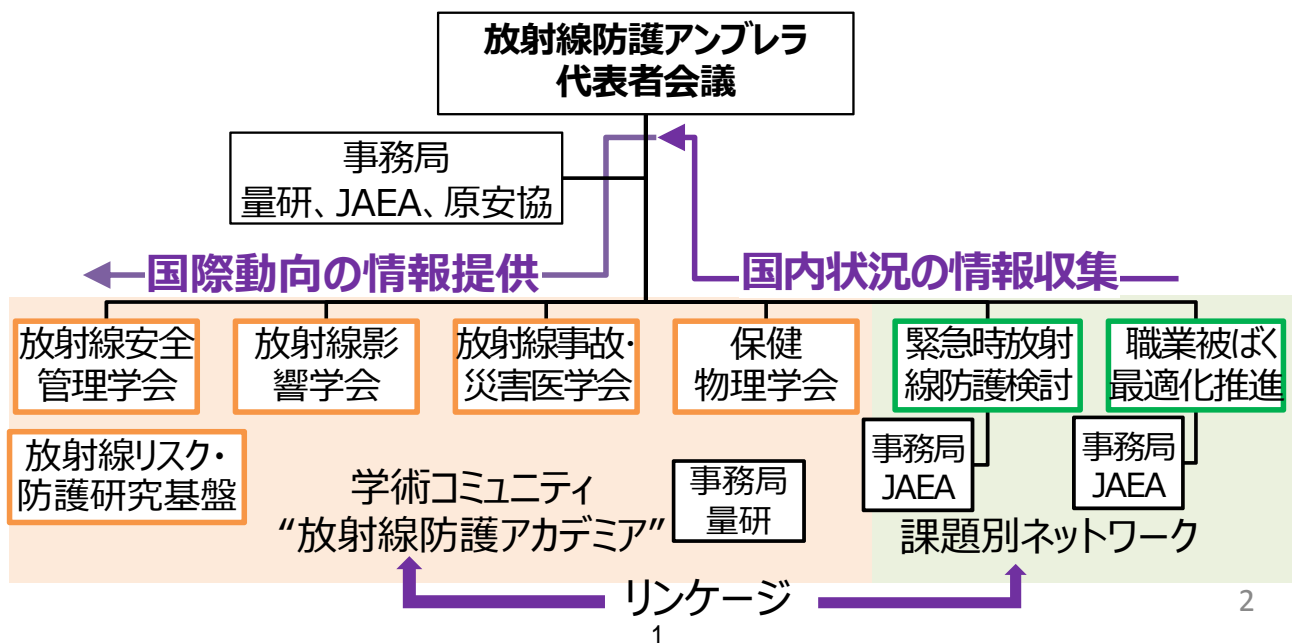 放射線防護アンブレラ
代表者会議
事務局
量研、JAEA、原安協
国際動向の情報提供
国内状況の情報収集
放射線安全
管理学会
放射線影
響学会
放射線事故・
災害医学会
保健
物理学会
緊急時放射
線防護検討
職業被ばく
最適化推進
放射線リスク・
防護研究基盤
学術コミュニティ
“放射線防護アカデミア”
事務局
量研
事務局
JAEA
事務局
JAEA
課題別ネットワーク
リンケージ
2
1